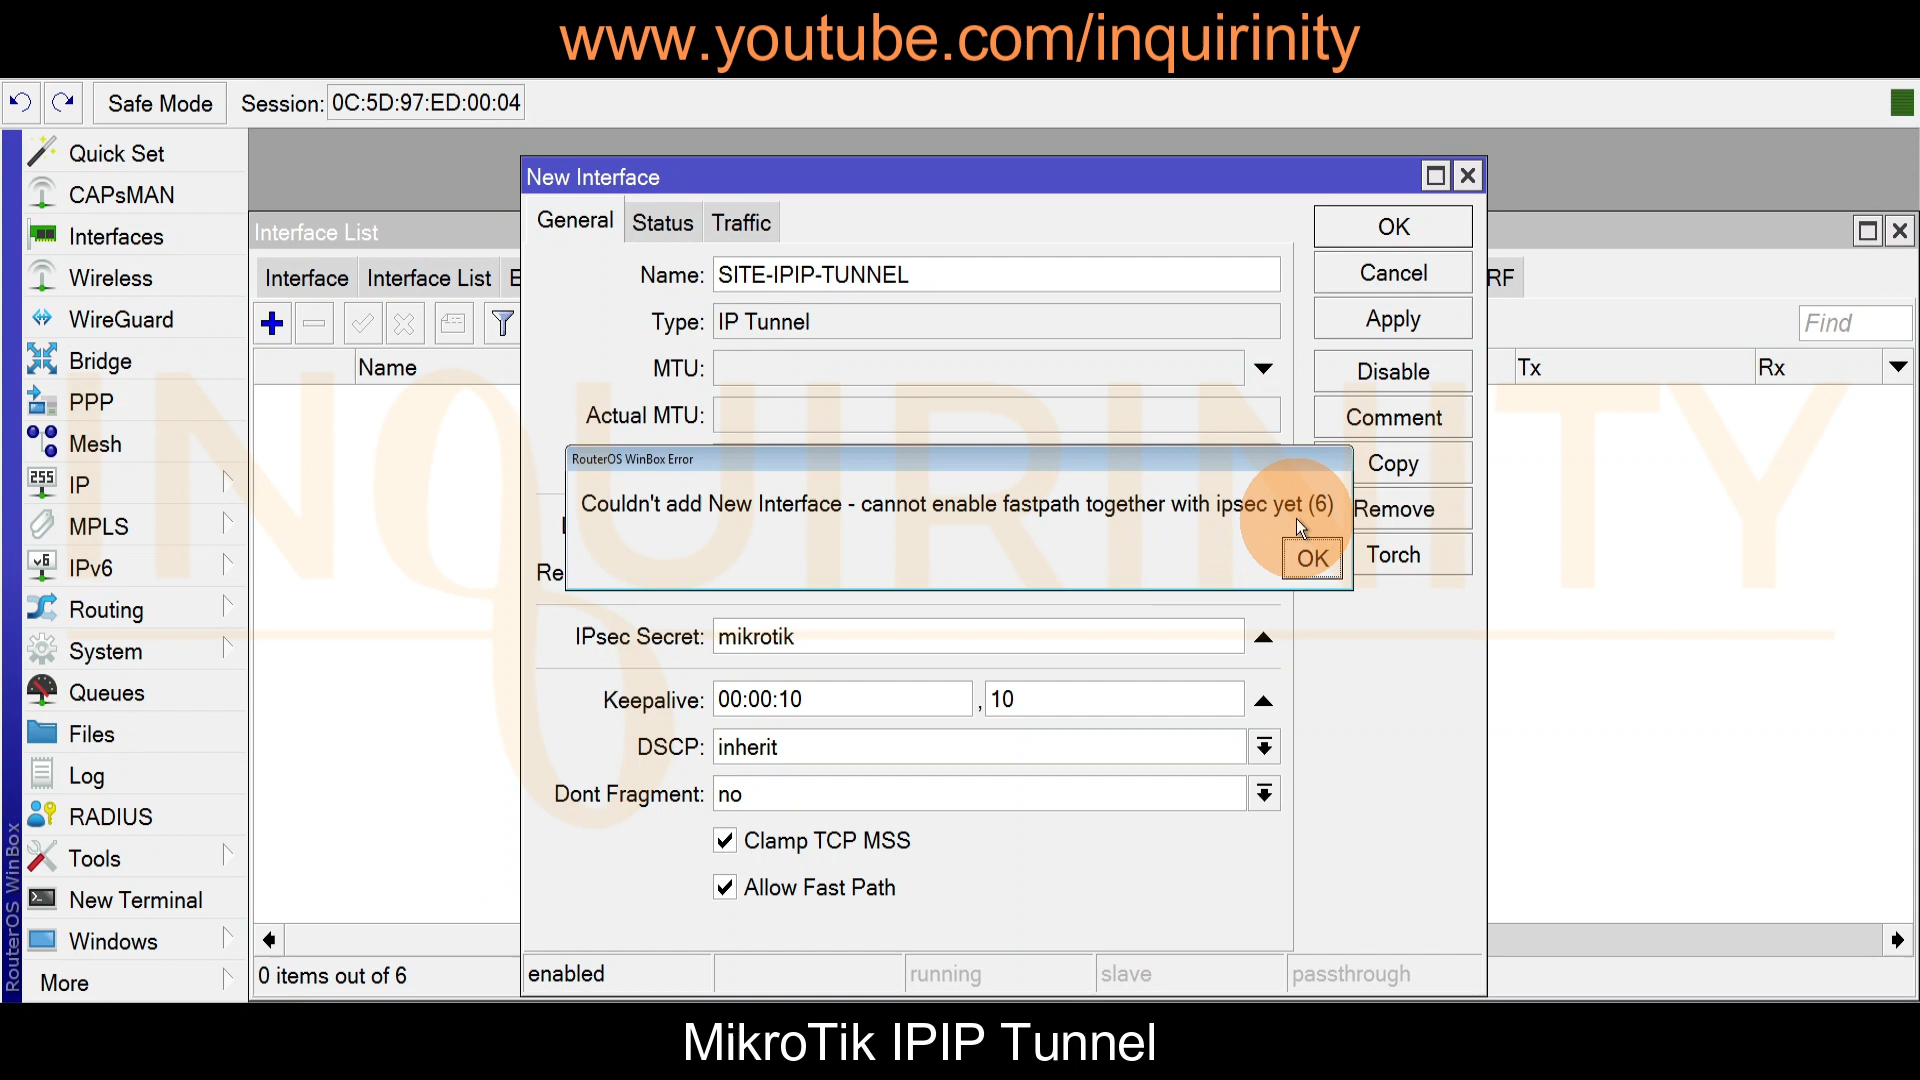 www.youtube.com/inquirinity
Safe Mode Session: 0C:5D:97:ED:00:04
Quick Set
CAPsMAN
Interfaces
Wireless
WireGuard
Bridge
PPP
Mesh
IP
MPLS
IPv6
Routing
System
Queues
Files
Log
RADIUS
Tools
New Terminal
Windows
More
RouterOS WinBox
Interface List
Interface Interface List E
RF
Find
Name
Tx Rx
0 items out of 6
New Interface
General Status Traffic
Name: SITE-IPIP-TUNNEL
Type: IP Tunnel
MTU:
Actual MTU:
Re
IPsec Secret: mikrotik
Keepalive: 00:00:10 , 10
DSCP: inherit
Dont Fragment: no
Clamp TCP MSS
Allow Fast Path
enabled running slave passthrough
OK
Cancel
Apply
Disable
Comment
Copy
Remove
Torch
RouterOS WinBox Error
Couldn't add New Interface - cannot enable fastpath together with ipsec yet (6)
OK
INQUIRINITY
MikroTik IPIP Tunnel
255
v6